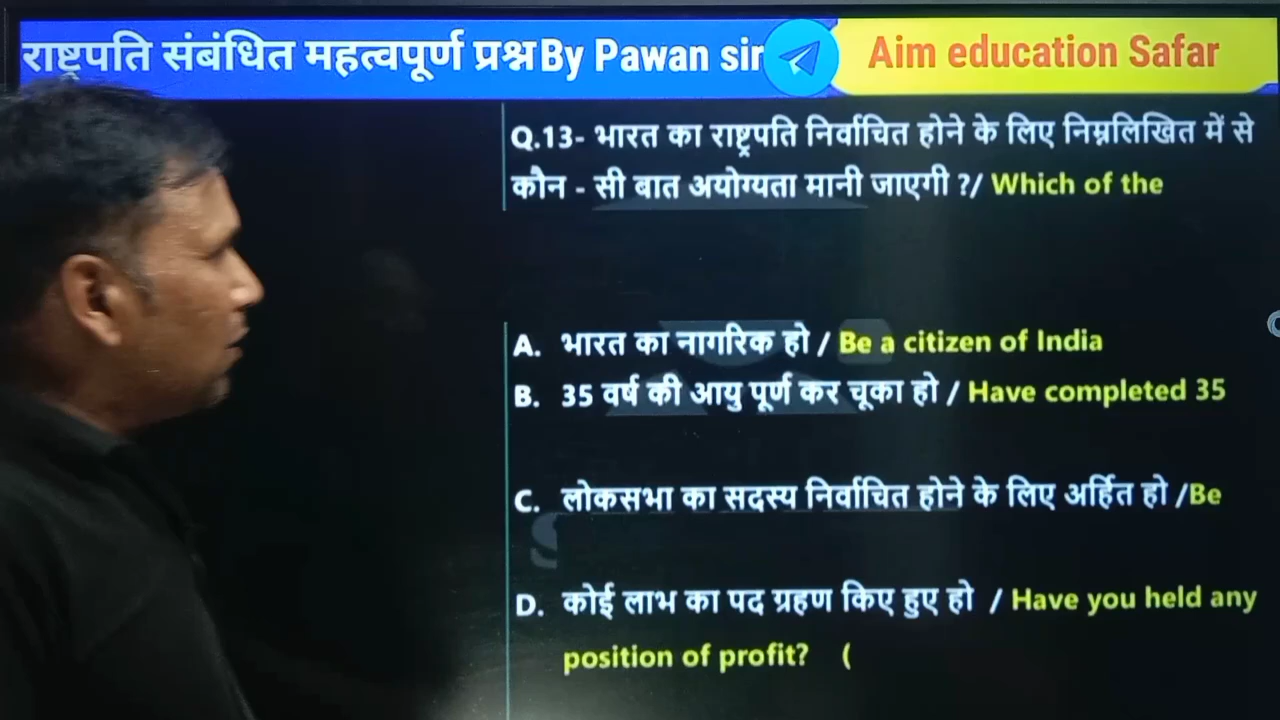 राष्ट्रपति संबंधित महत्वपूर्ण प्रश्न By Pawan sir
Aim education Safar
Q.13- भारत का राष्ट्रपति निर्वाचित होने के लिए निम्नलिखित में से
कौन - सी बात अयोग्यता मानी जाएगी ?/ Which of the
A. भारत का नागरिक हो / Be a citizen of India
B. 35 वर्ष की आयु पूर्ण कर चूका हो / Have completed 35
C. लोकसभा का सदस्य निर्वाचित होने के लिए अर्हित हो /Be
D. कोई लाभ का पद ग्रहण किए हुए हो / Have you held any
position of profit? (